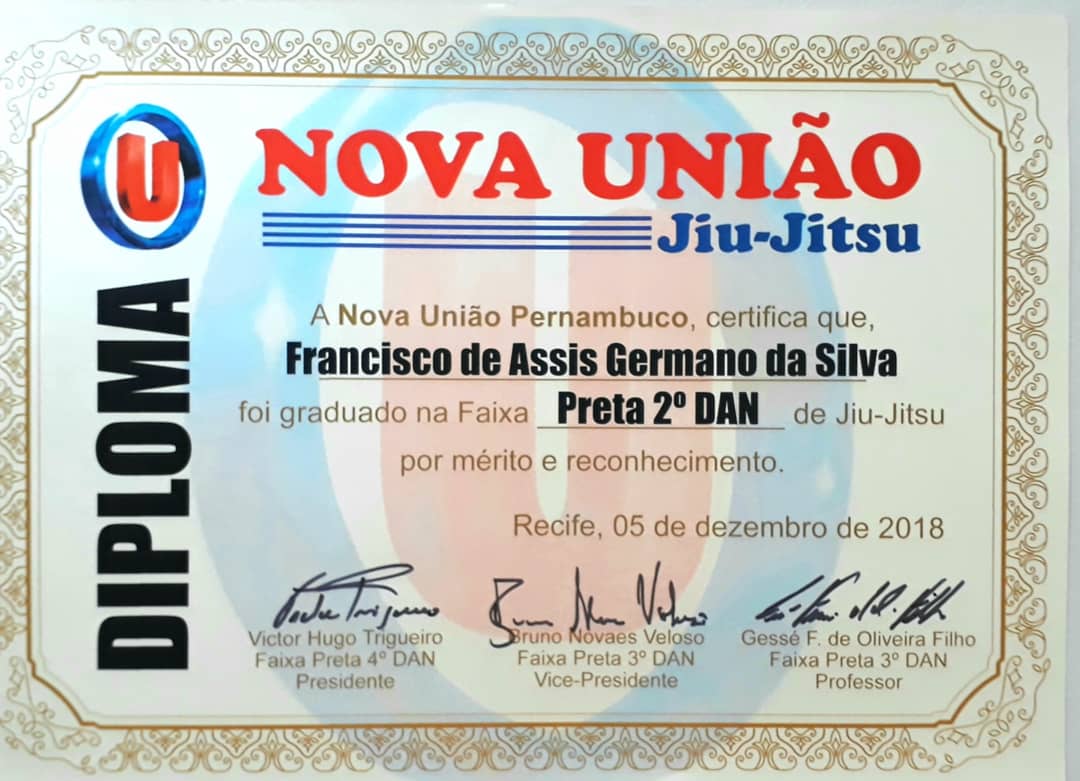 U
NOVA UNIÃO
Jiu-Jitsu
DIPLOMA
A Nova União Pernambuco, certifica que,
Francisco de Assis Germano da Silva
foi graduado na Faixa Preta 2º DAN de Jiu-Jitsu
por mérito e reconhecimento.
Recife, 05 de dezembro de 2018
Victor Hugo Trigueiro
Faixa Preta 4º DAN
Presidente
Bruno Novaes Veloso
Faixa Preta 3º DAN
Vice-Presidente
Gessé F. de Oliveira Filho
Faixa Preta 3º DAN
Professor